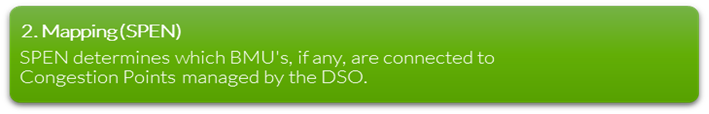 2. Mapping (SPEN)
SPEN determines which BMU's, if any, are connected to
Congestion Points managed by the DSO.